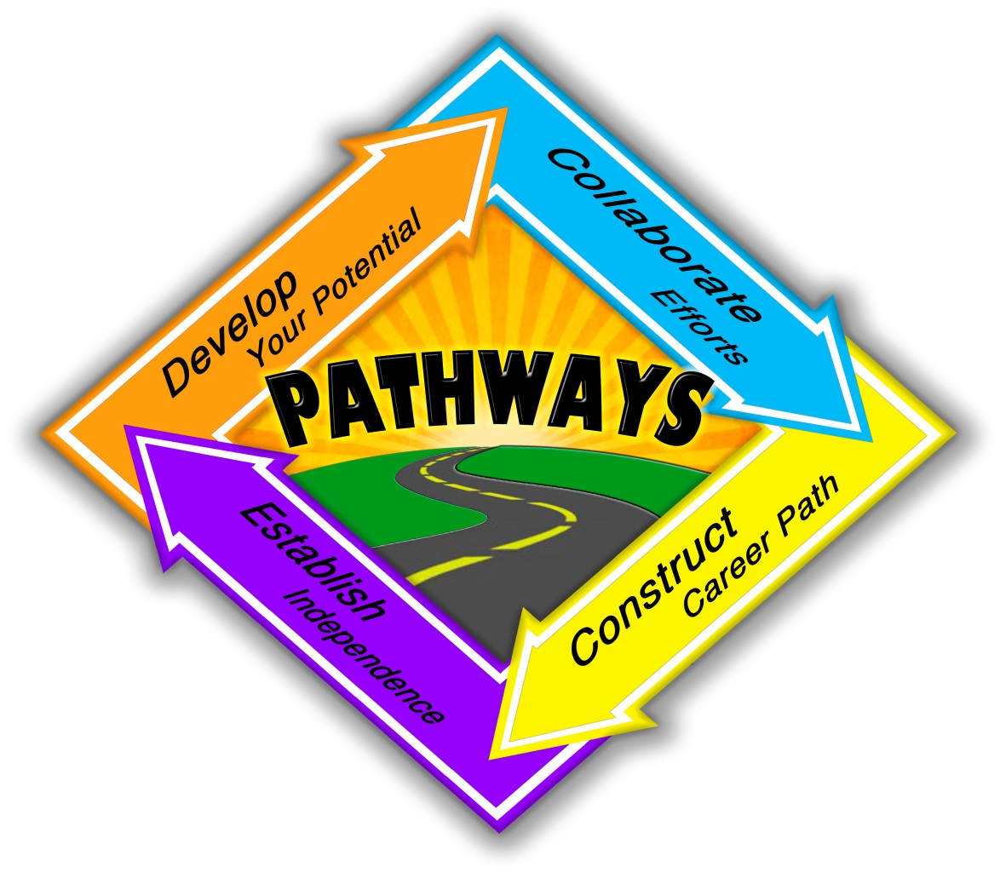 Develop
Your Potential
Collaborate
Efforts
PATHWAYS
Construct
Career Path
Establish
Independence